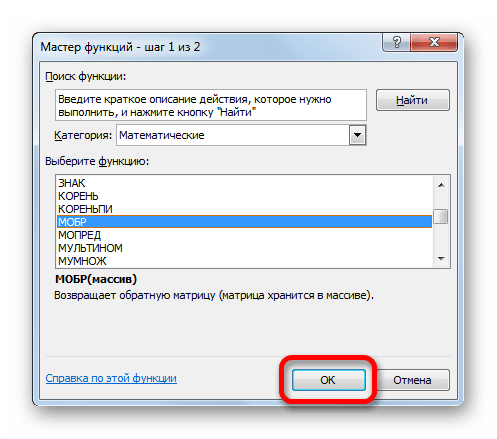 Мастер функций - шаг 1 из 2
Поиск функции:
Введите краткое описание действия, которое нужно
выполнить, и нажмите кнопку "Найти"
Найти
Категория: Математические
Выберите функцию:
ЗНАК
КОРЕНЬ
КОРЕНЬПИ
МОБР
МОПРЕД
МУЛЬТИНОМ
МУМНОЖ
МОБР(массив)
Возвращает обратную матрицу (матрица хранится в массиве).
Справка по этой функции
ОК
Отмена